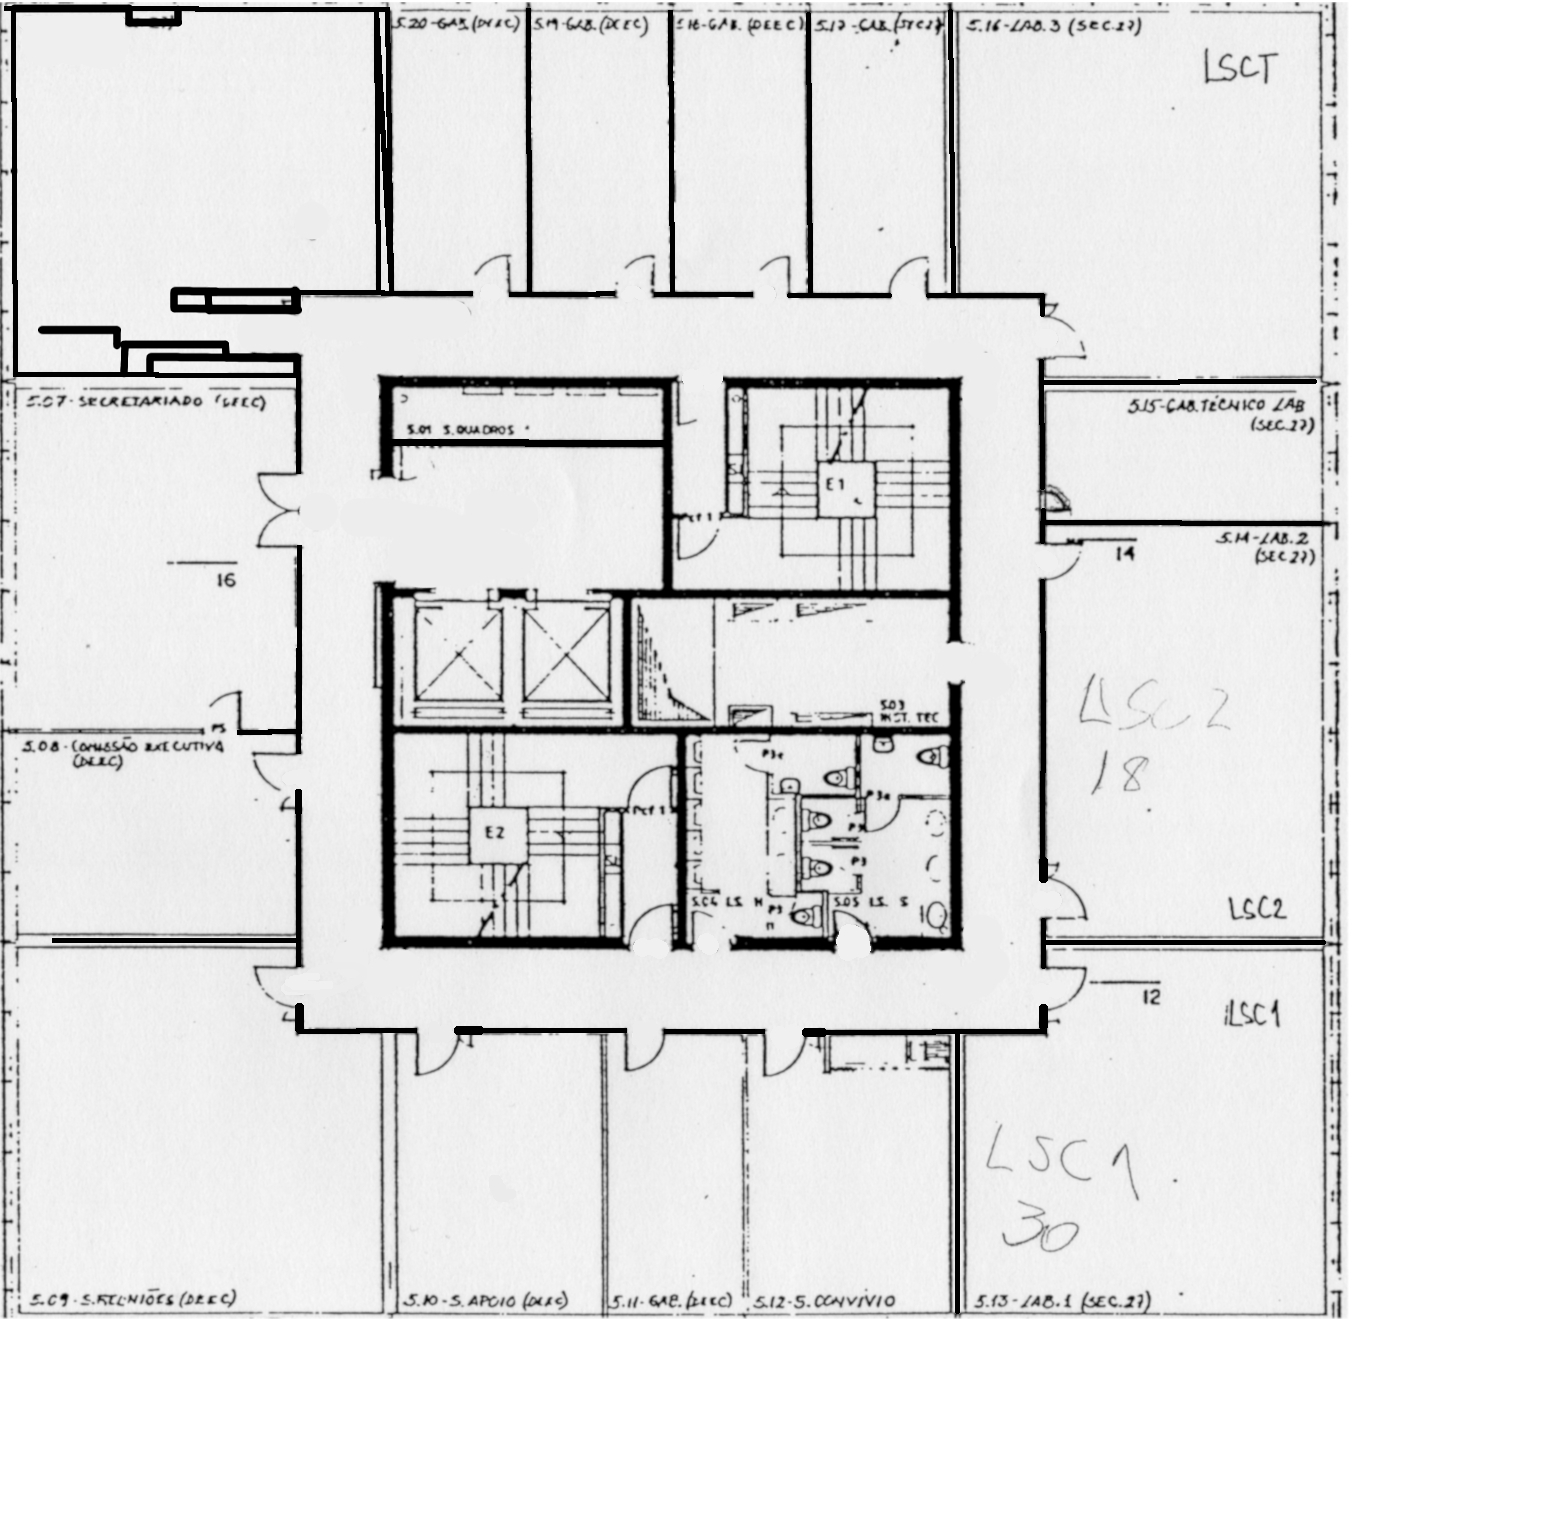 5.20-GAB.(DEEC)
5.19-GAB.(DEEC)
5.18-GAB.(DEEC)
5.17-GAB.(SEC27)
5.16-LAB.3 (SEC.27)
LSCT
5.07-SECRETARIADO (DEEC)
5.01 S.QUADROS
E1
5.15-GAB.TÉCNICO LAB
(SEC.27)
5.14-LAB.2
(SEC27)
14
16
LSC2
18
5.03
INST. TEC
P5
5.08-COMISSÃO EXECUTIVA
(DEEC)
E2
PCF1
P3
P3
5.04 I.S. H
5.05 I.S. S
LSC2
12
LSC1
LSC1
30
5.09-S.REUNIÕES (DEEC)
5.10-S.APOIO (DEEC)
5.11-GAB.(DEEC)
5.12-S.CONVÍVIO
5.13-LAB.1 (SEC.27)